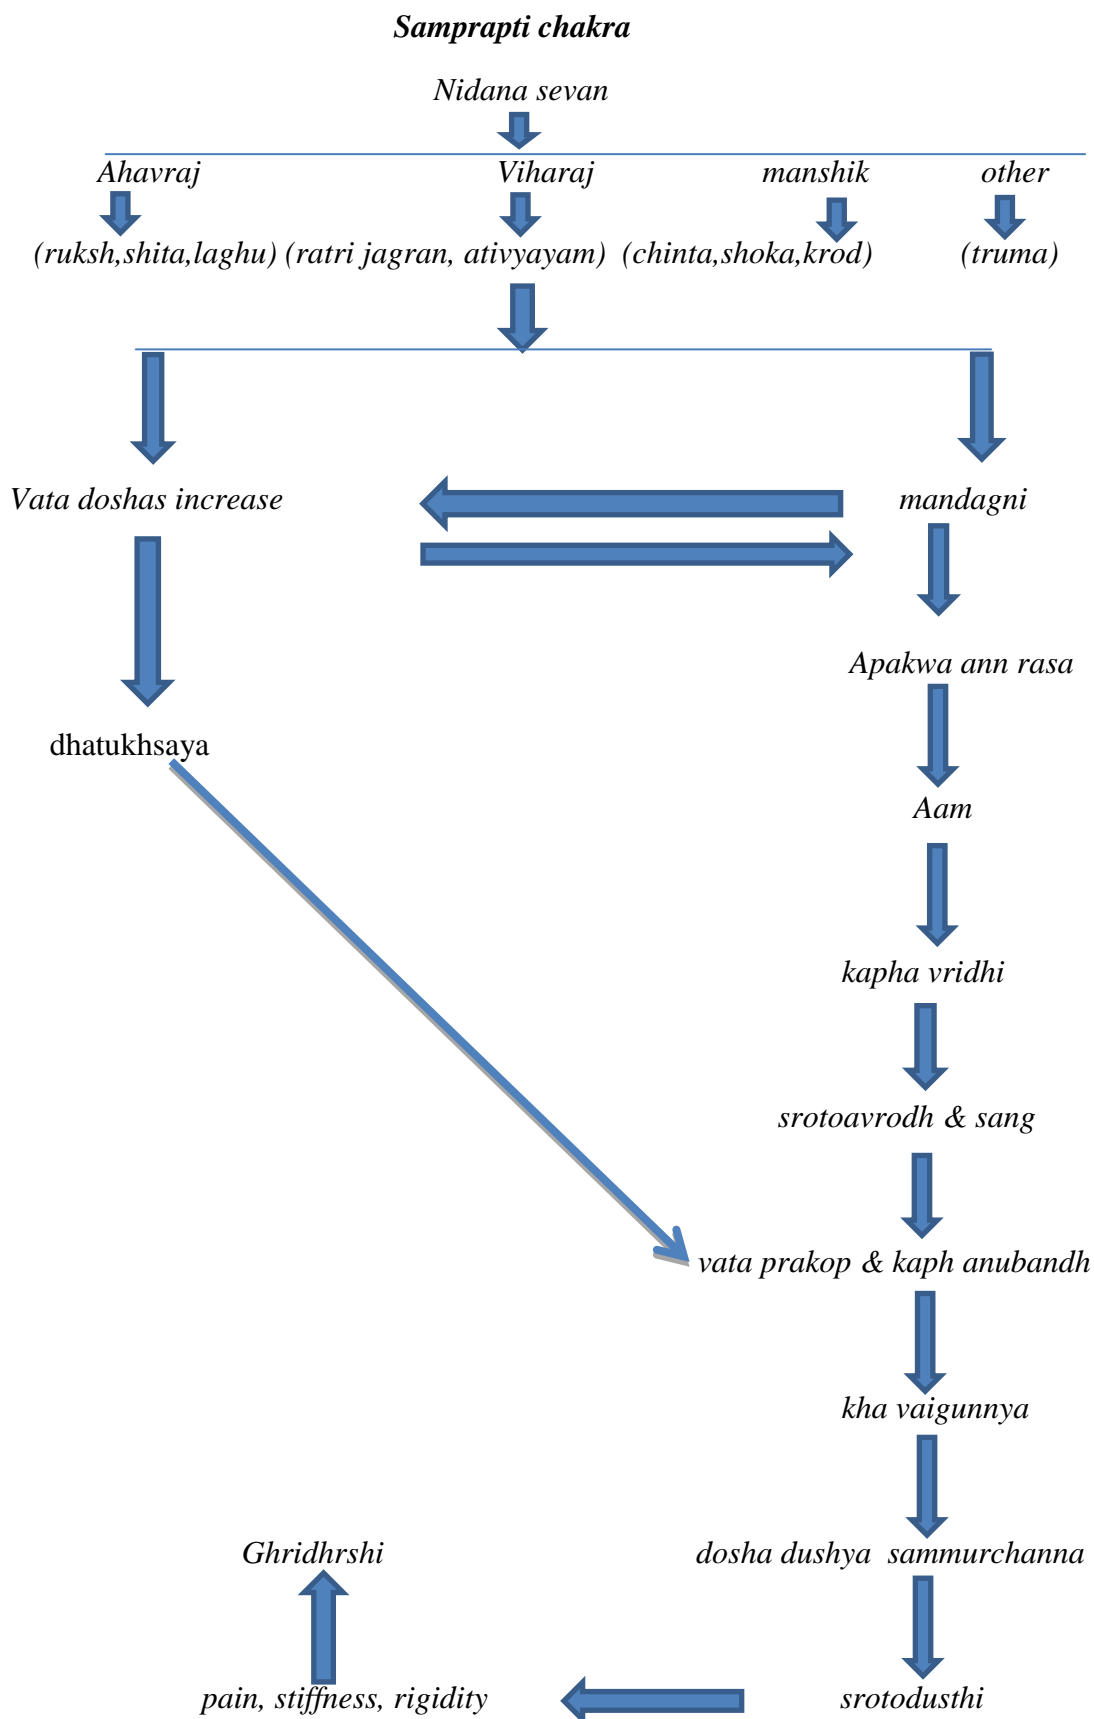 Samprapti chakra
Nidana sevan
Ahavraj Viharaj manshik other
(ruksh,shita,laghu) (ratri jagran, ativyayam) (chinta,shoka,krod) (truma)
Vata doshas increase mandagni
Apakwa ann rasa
dhatukhsaya
Aam
kapha vridhi
srotoavrodh & sang
vata prakop & kaph anubandh
kha vaigunnya
Ghridhrshi dosha dushya sammurchanna
pain, stiffness, rigidity srotodusthi